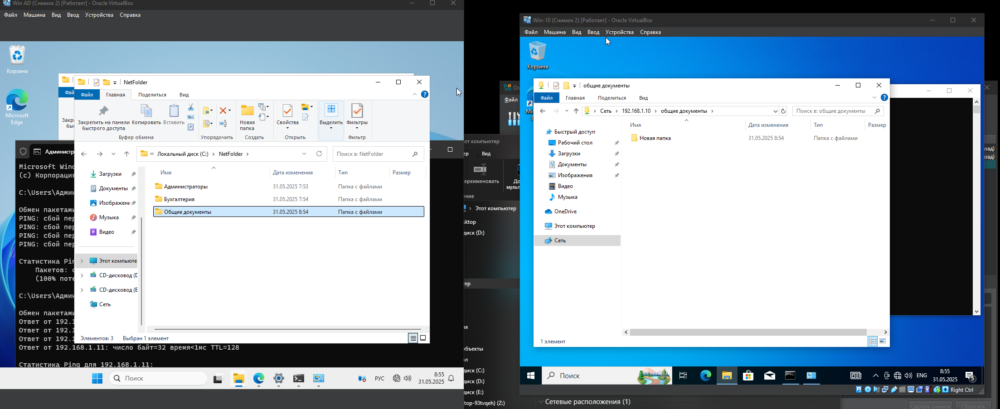 Win AD (Снимок 2) [Работает] - Oracle VirtualBox
Файл Машина Вид Ввод Устройства Справка
Корзина
Microsoft Edge
NetFolder
Файл Главная Поделиться Вид
Закрепить на панели быстрого доступа
Копировать
Вставить
Буфер обмена
Упорядочить
Новая папка
Создать
Свойства
Открыть
Выделить
Фильтры
Фильтр
Локальный диск (C:) NetFolder
Поиск в: NetFolder
Имя Дата изменения Тип Размер
Администраторы 31.05.2025 7:53 Папка с файлами
Бухгалтерия 31.05.2025 7:54 Папка с файлами
Общие документы 31.05.2025 8:54 Папка с файлами
Загрузки
Документы
Изображени
Музыка
Видео
Этот компьюте
CD-дисковод (D
CD-дисковод (E
Сеть
Элементов: 3 Выбран 1 элемент
Администр
Microsoft Wind
(c) Корпорация
C:\Users\Админ
Обмен пакетами
PING: сбой пер
PING: сбой пер
PING: сбой пер
PING: сбой пер
Статистика Pin
Пакетов:
(100% поте
C:\Users\Админ
Обмен пакетами
Ответ от 192.1
Ответ от 192.1
Ответ от 192.1
Ответ от 192.168.1.11: число байт=32 время<1мс TTL=128
Статистика Ping для 192.168.1.11:
Поиск
РУС
8:55
31.05.2025
Win-10 (Снимок 2) [Работает] - Oracle VirtualBox
Файл Машина Вид Ввод Устройства Справка
Корзина
общие документы
Файл Главная Поделиться Вид
Сеть 192.168.1.10 общие документы
Поиск в: общие документы
Имя Дата изменения Тип Размер
Новая папка 31.05.2025 8:54 Папка с файлами
Быстрый доступ
Рабочий стол
Загрузки
Документы
Изображения
Видео
Музыка
OneDrive
Этот компьютер
Сеть
1 элемент
Поиск
ENG
8:55
31.05.2025
5
Right Ctrl
Файл
от компьютер
ер Вид
ереименовать
ение
Этот компьютер
sktop
диск (D:)
тер
ия
объекты
ол
диск (C:)
диск (D:)
диск (E:)
top-93tvqeh) (Z:)
Сетевые расположения (1)
зад)
зад)
Сделать снимок Сбросить